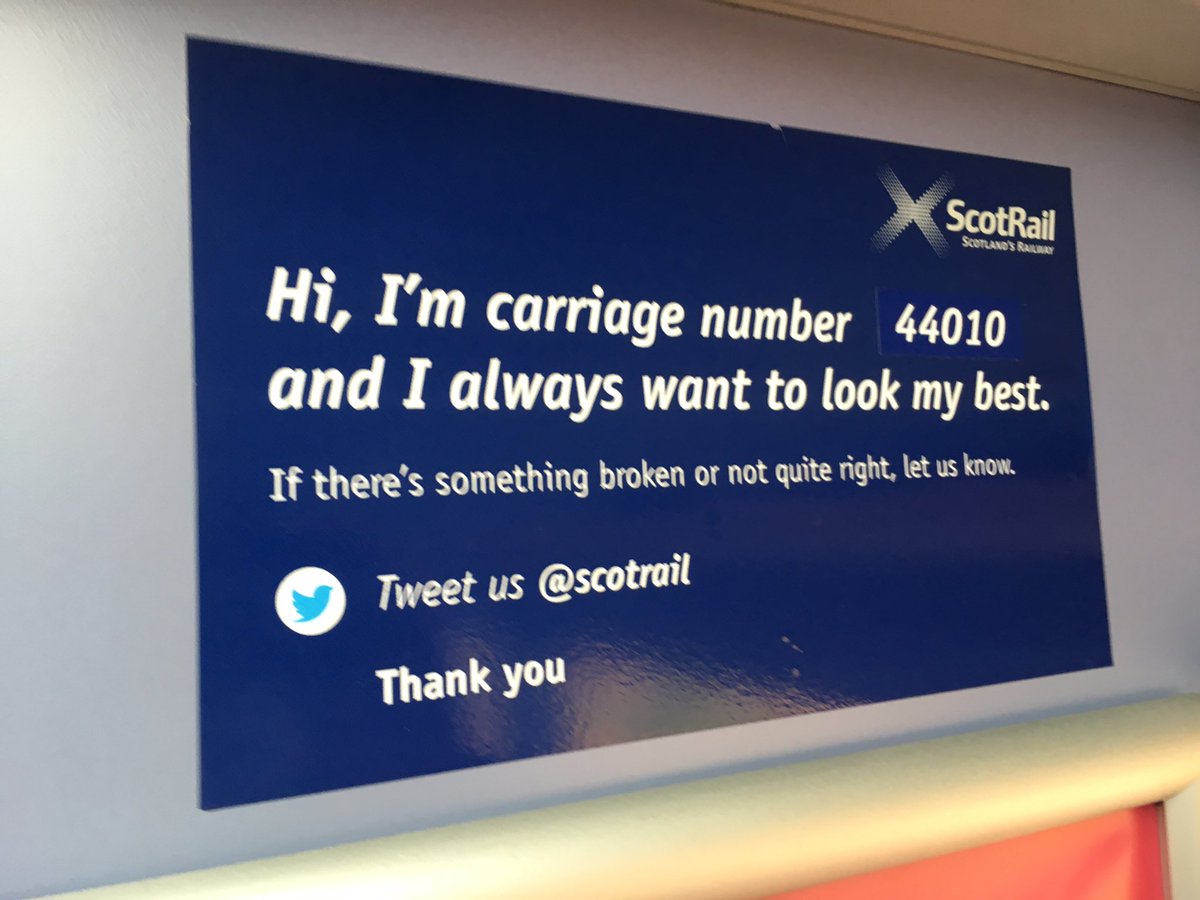 ScotRail
SCOTLAND'S RAILWAY
Hi, I'm carriage number 44010
and I always want to look my best.
If there's something broken or not quite right, let us know.
Tweet us @scotrail
Thank you